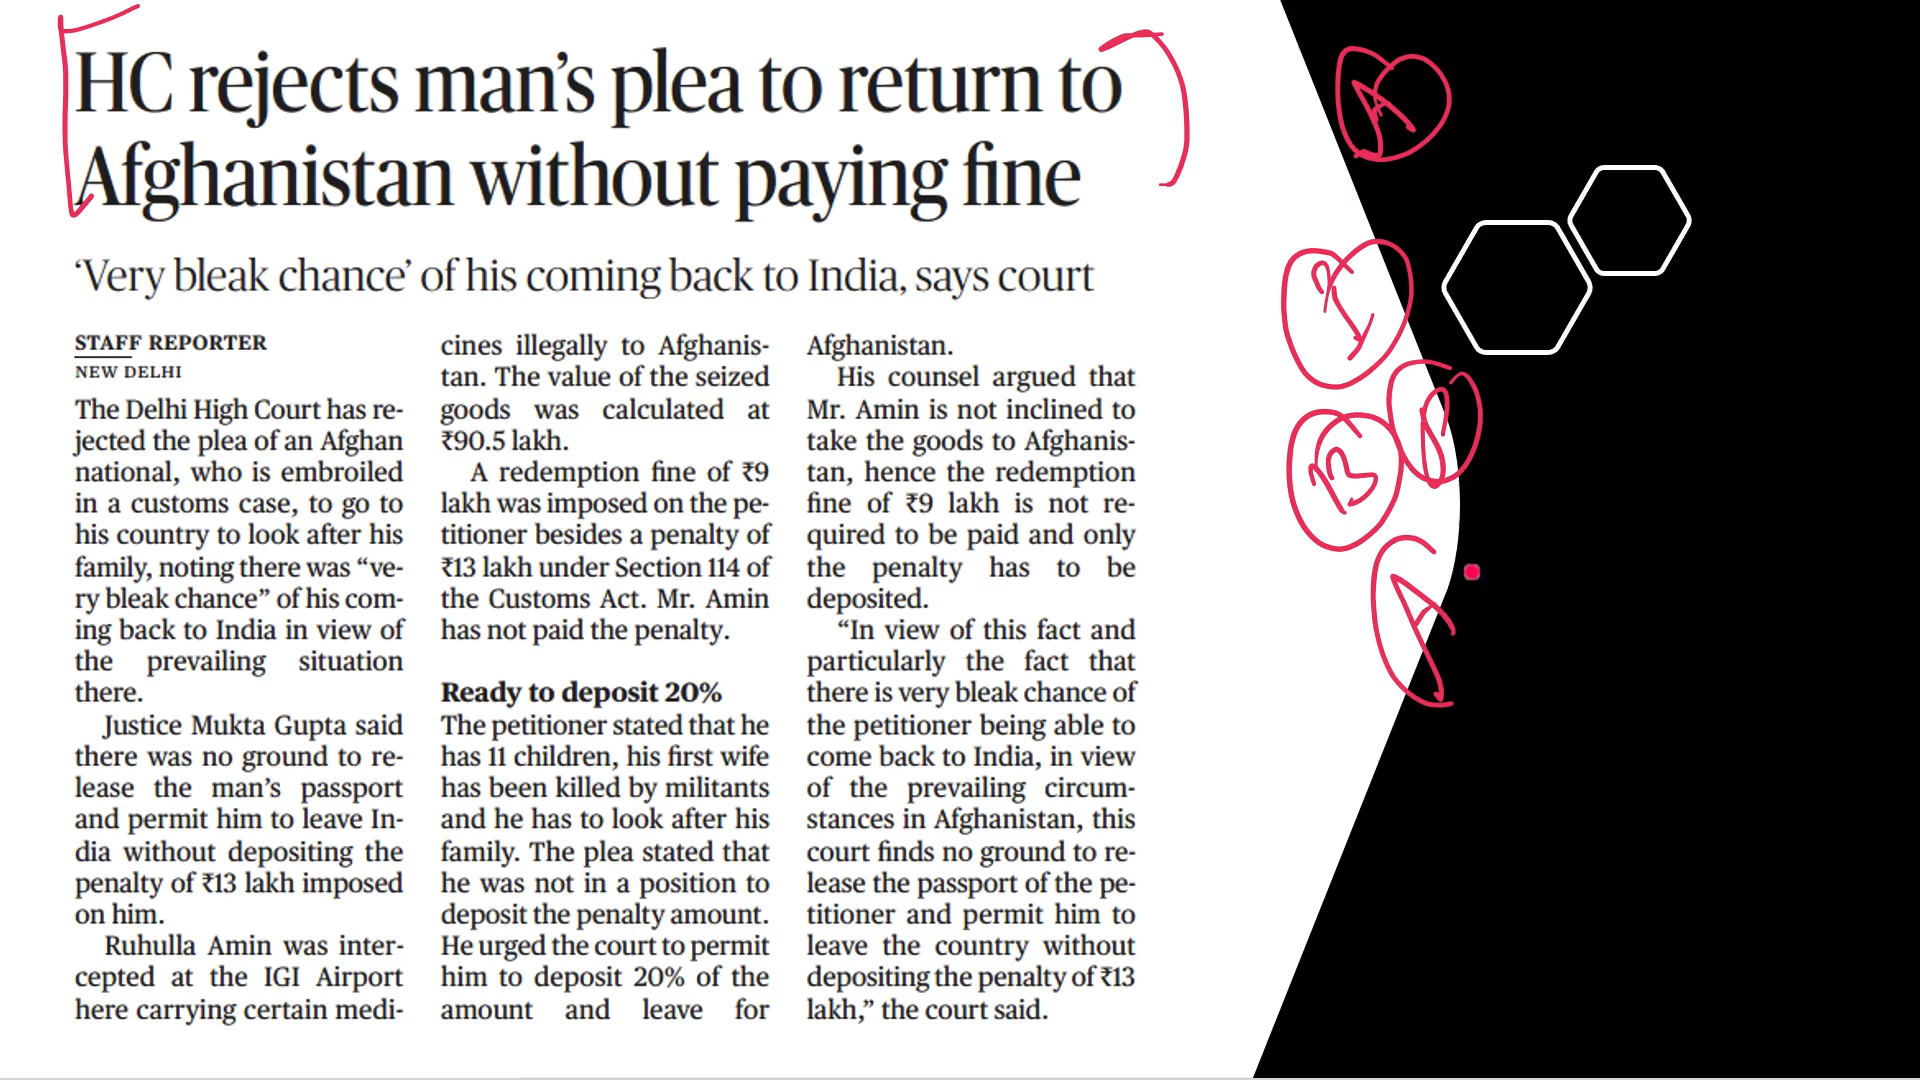 HC rejects man's plea to return to
Afghanistan without paying fine
'Very bleak chance' of his coming back to India, says court
STAFF REPORTER
NEW DELHI
The Delhi High Court has re-
jected the plea of an Afghan
national, who is embroiled
in a customs case, to go to
his country to look after his
family, noting there was “ve-
ry bleak chance” of his com-
ing back to India in view of
the prevailing situation
there.
Justice Mukta Gupta said
there was no ground to re-
lease the man's passport
and permit him to leave In-
dia without depositing the
penalty of ₹13 lakh imposed
on him.
Ruhulla Amin was inter-
cepted at the IGI Airport
here carrying certain medi-
cines illegally to Afghanis-
tan. The value of the seized
goods was calculated at
₹90.5 lakh.
A redemption fine of ₹9
lakh was imposed on the pe-
titioner besides a penalty of
₹13 lakh under Section 114 of
the Customs Act. Mr. Amin
has not paid the penalty.
Ready to deposit 20%
The petitioner stated that he
has 11 children, his first wife
has been killed by militants
and he has to look after his
family. The plea stated that
he was not in a position to
deposit the penalty amount.
He urged the court to permit
him to deposit 20% of the
amount and leave for
Afghanistan.
His counsel argued that
Mr. Amin is not inclined to
take the goods to Afghanis-
tan, hence the redemption
fine of ₹9 lakh is not re-
quired to be paid and only
the penalty has to be
deposited.
“In view of this fact and
particularly the fact that
there is very bleak chance of
the petitioner being able to
come back to India, in view
of the prevailing circum-
stances in Afghanistan, this
court finds no ground to re-
lease the passport of the pe-
titioner and permit him to
leave the country without
depositing the penalty of ₹13
lakh,” the court said.
A
B